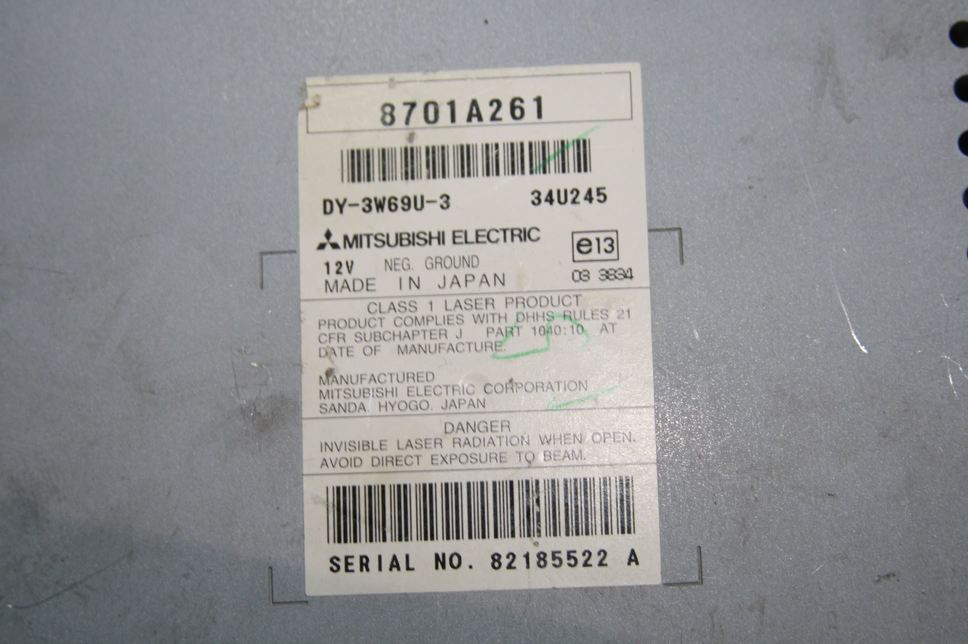 8701A261
DY-3W69U-3 34U245
MITSUBISHI ELECTRIC e13
12V NEG. GROUND 03 3834
MADE IN JAPAN
CLASS 1 LASER PRODUCT
PRODUCT COMPLIES WITH DHHS RULES 21
CFR SUBCHAPTER J PART 1040:10 AT
DATE OF MANUFACTURE.
MANUFACTURED
MITSUBISHI ELECTRIC CORPORATION
SANDA HYOGO. JAPAN
DANGER
INVISIBLE LASER RADIATION WHEN OPEN.
AVOID DIRECT EXPOSURE TO BEAM.
SERIAL NO. 82185522 A